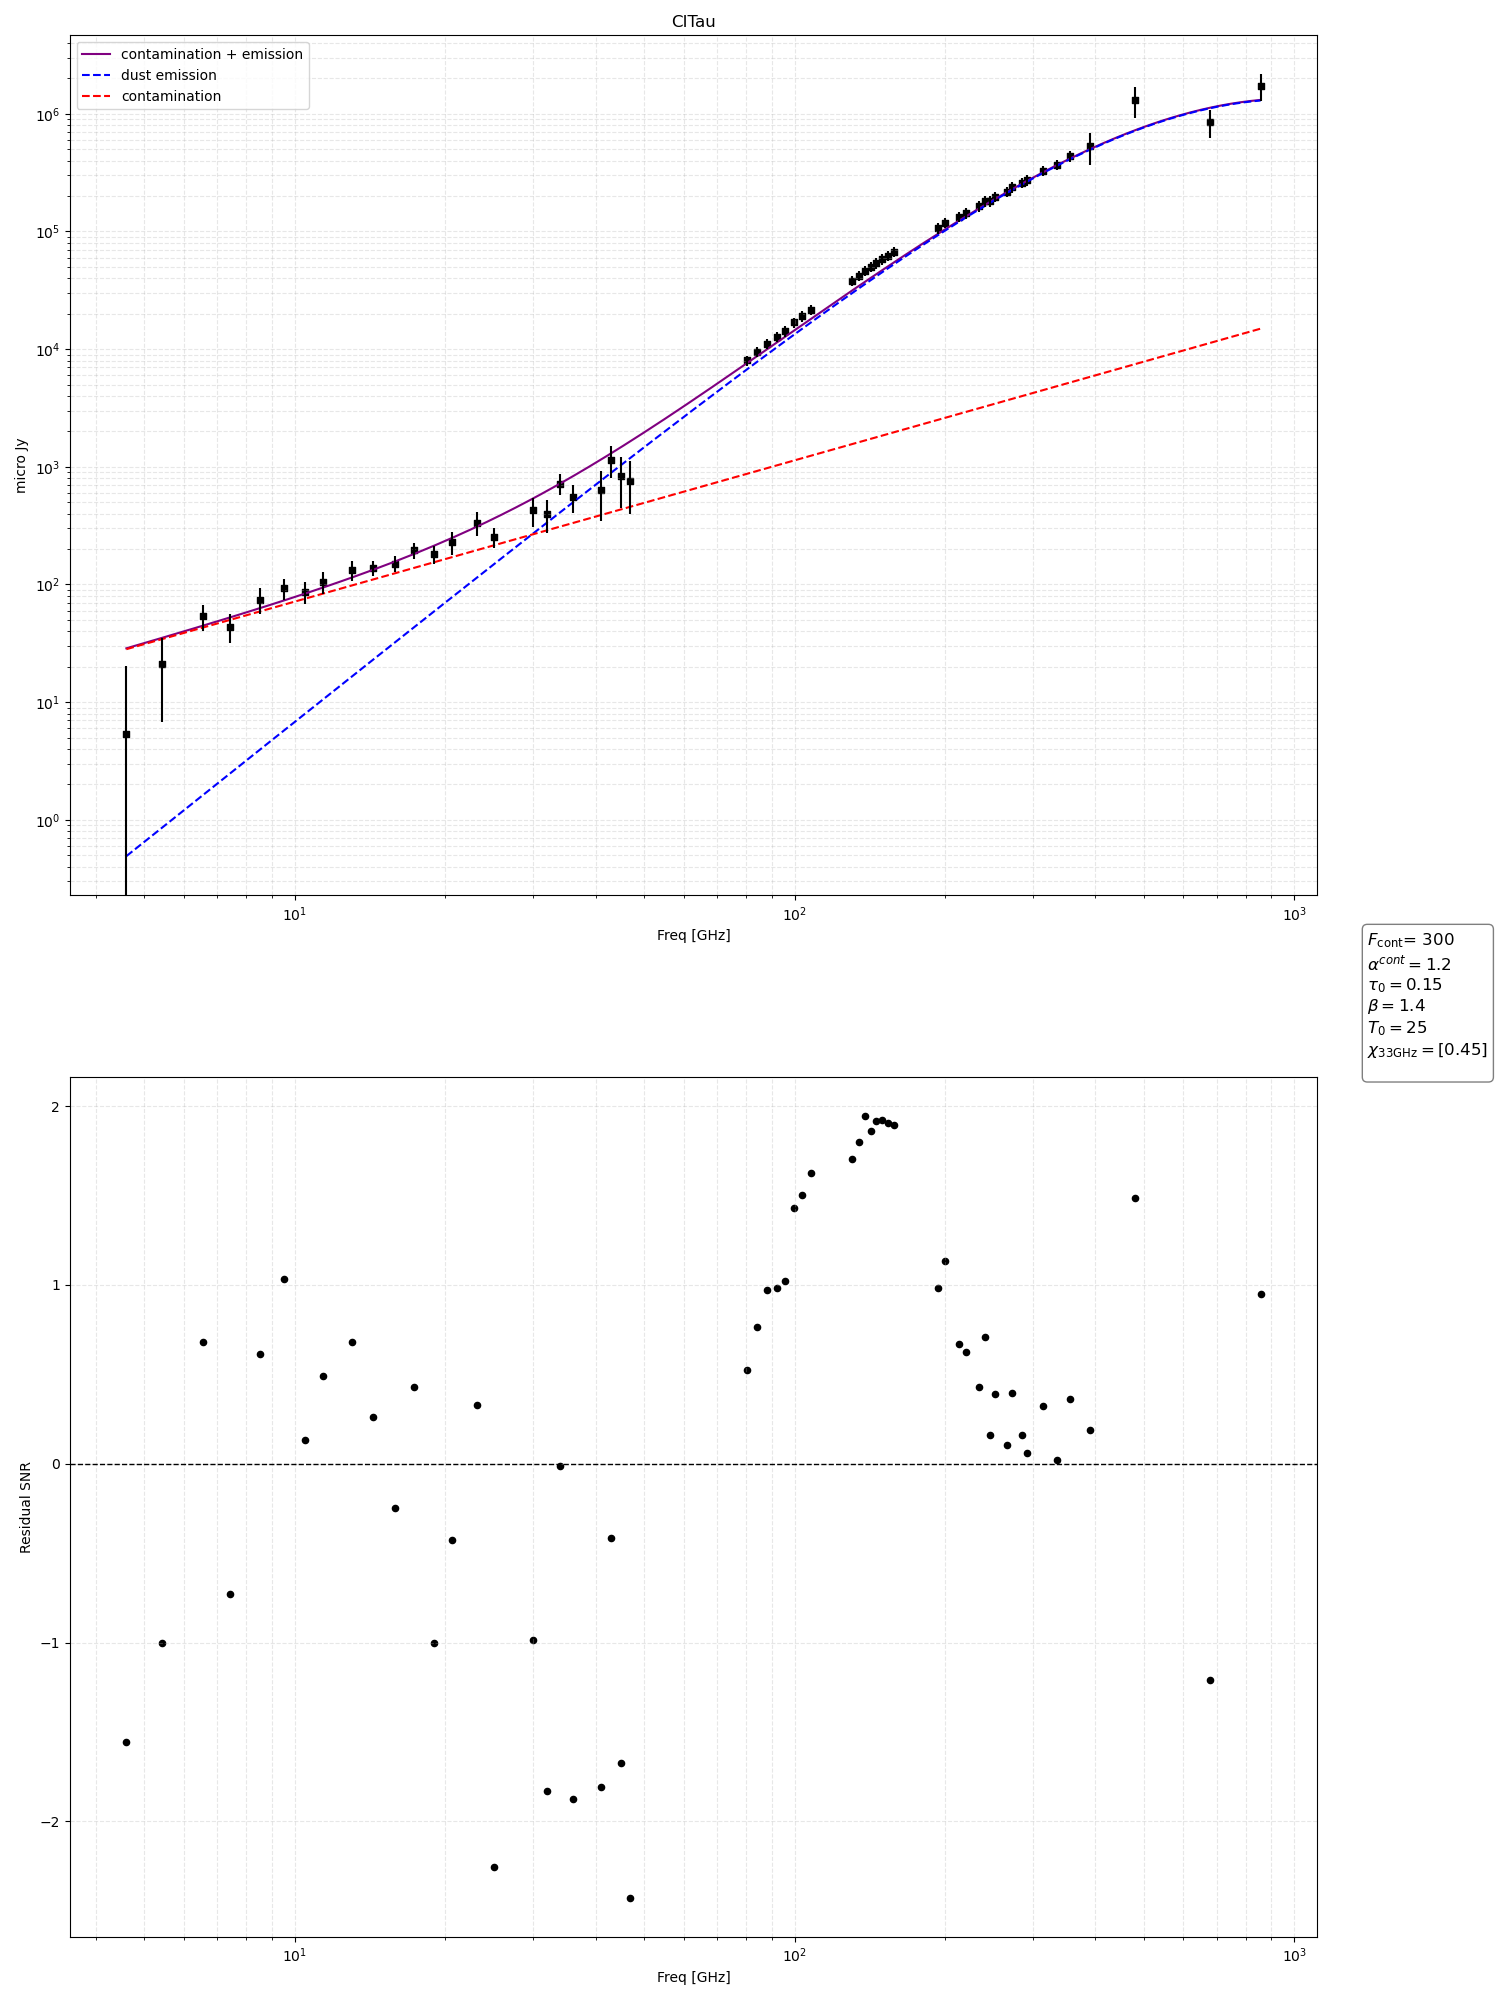 CITau
contamination + emission
dust emission
contamination
10^6
10^5
10^4
10^3
10^2
10^1
10^0
micro Jy
10^1 10^2 10^3
Freq [GHz]
F_cont= 300
α^cont = 1.2
τ_0 = 0.15
β = 1.4
T_0 = 25
χ_33GHz = [0.45]
2
1
0
−1
−2
Residual SNR
10^1 10^2 10^3
Freq [GHz]